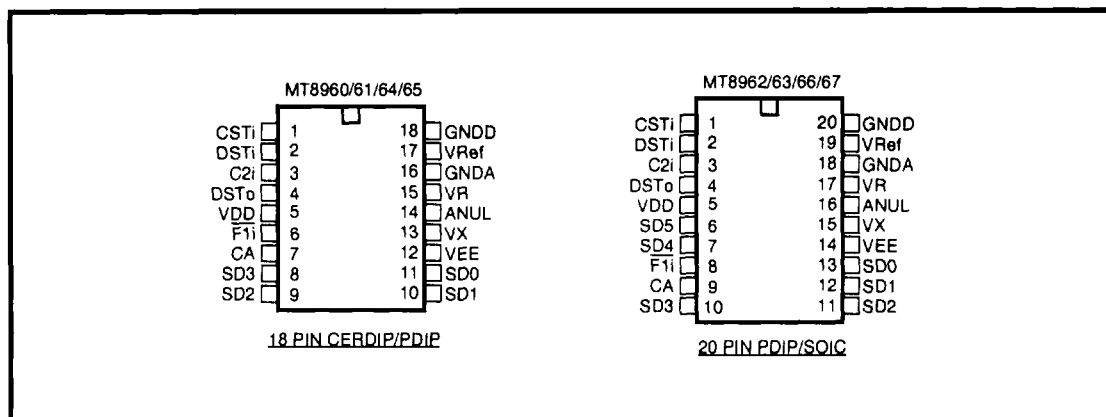 MT8960/61/64/65
CSTi 1 18 GNDD
DSTi 2 17 VRef
C2i 3 16 GNDA
DSTo 4 15 VR
VDD 5 14 ANUL
F1i 6 13 VX
CA 7 12 VEE
SD3 8 11 SD0
SD2 9 10 SD1
18 PIN CERDIP/PDIP
MT8962/63/66/67
CSTi 1 20 GNDD
DSTi 2 19 VRef
C2i 3 18 GNDA
DSTo 4 17 VR
VDD 5 16 ANUL
SD5 6 15 VX
SD4 7 14 VEE
F1i 8 13 SD0
CA 9 12 SD1
SD3 10 11 SD2
20 PIN PDIP/SOIC